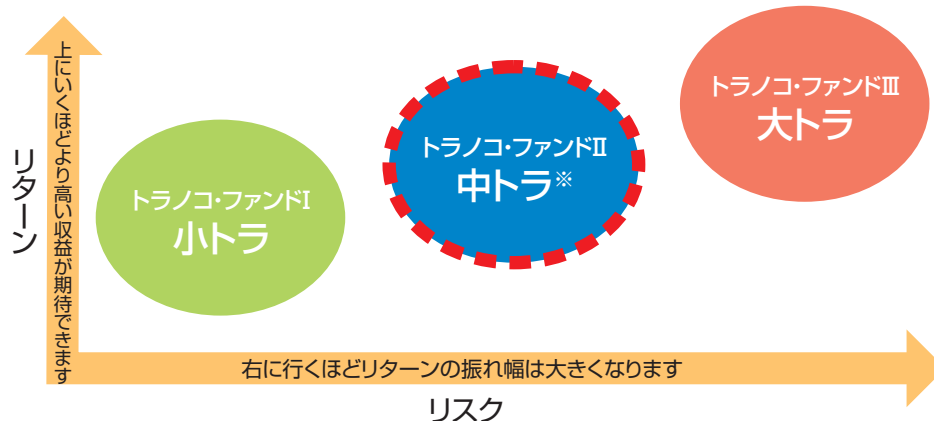 リターン
上にいくほどより高い収益が期待できます
トラノコ・ファンドⅠ
小トラ
トラノコ・ファンドⅡ
中トラ※
トラノコ・ファンドⅢ
大トラ
右に行くほどリターンの振れ幅は大きくなります
リスク